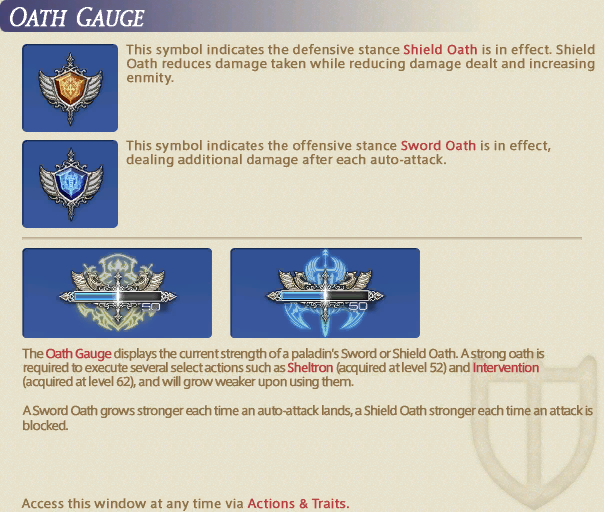 OATH GAUGE
This symbol indicates the defensive stance Shield Oath is in effect. Shield
Oath reduces damage taken while reducing damage dealt and increasing
enmity.
This symbol indicates the offensive stance Sword Oath is in effect,
dealing additional damage after each auto-attack.
50
50
The Oath Gauge displays the current strength of a paladin's Sword or Shield Oath. A strong oath is
required to execute several select actions such as Sheltron (acquired at level 52) and Intervention
(acquired at level 62), and will grow weaker upon using them.
A Sword Oath grows stronger each time an auto-attack lands, a Shield Oath stronger each time an attack is
blocked.
Access this window at any time via Actions & Traits.